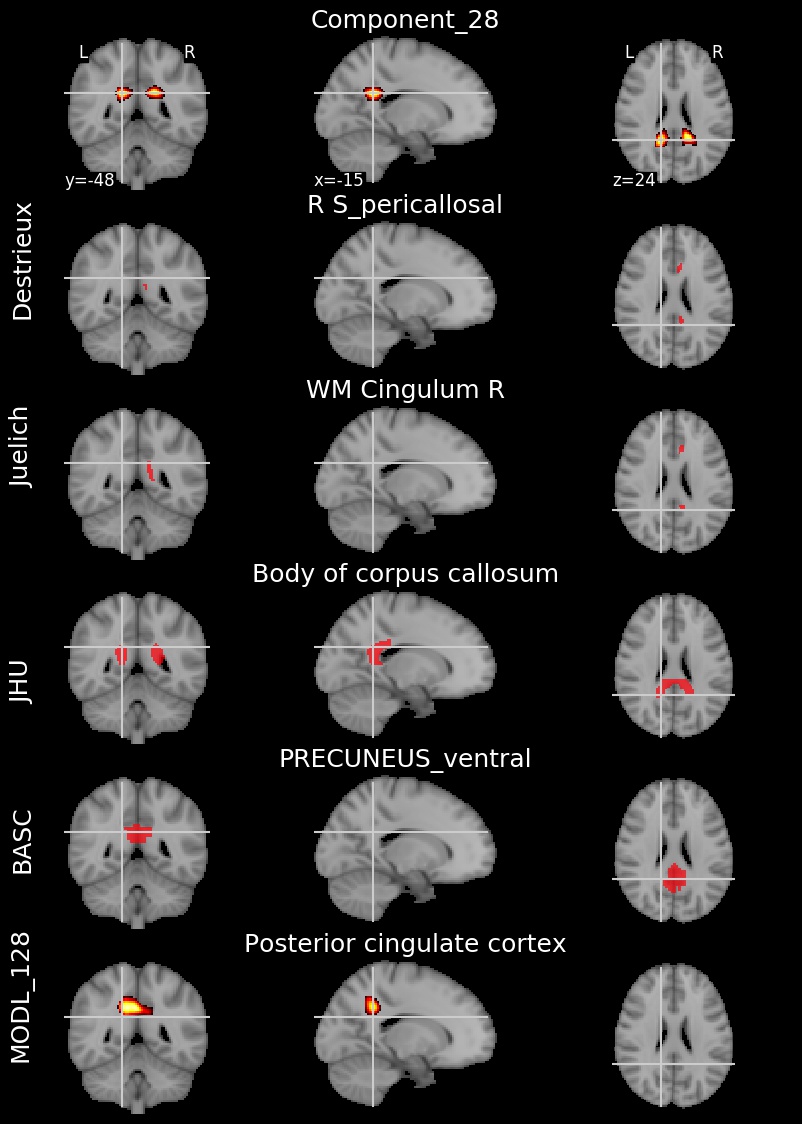 Component_28
L R L R
y=-48 x=-15 z=24
Destrieux
R S_pericallosal
Juelich
WM Cingulum R
JHU
Body of corpus callosum
BASC
PRECUNEUS_ventral
MODL_128
Posterior cingulate cortex